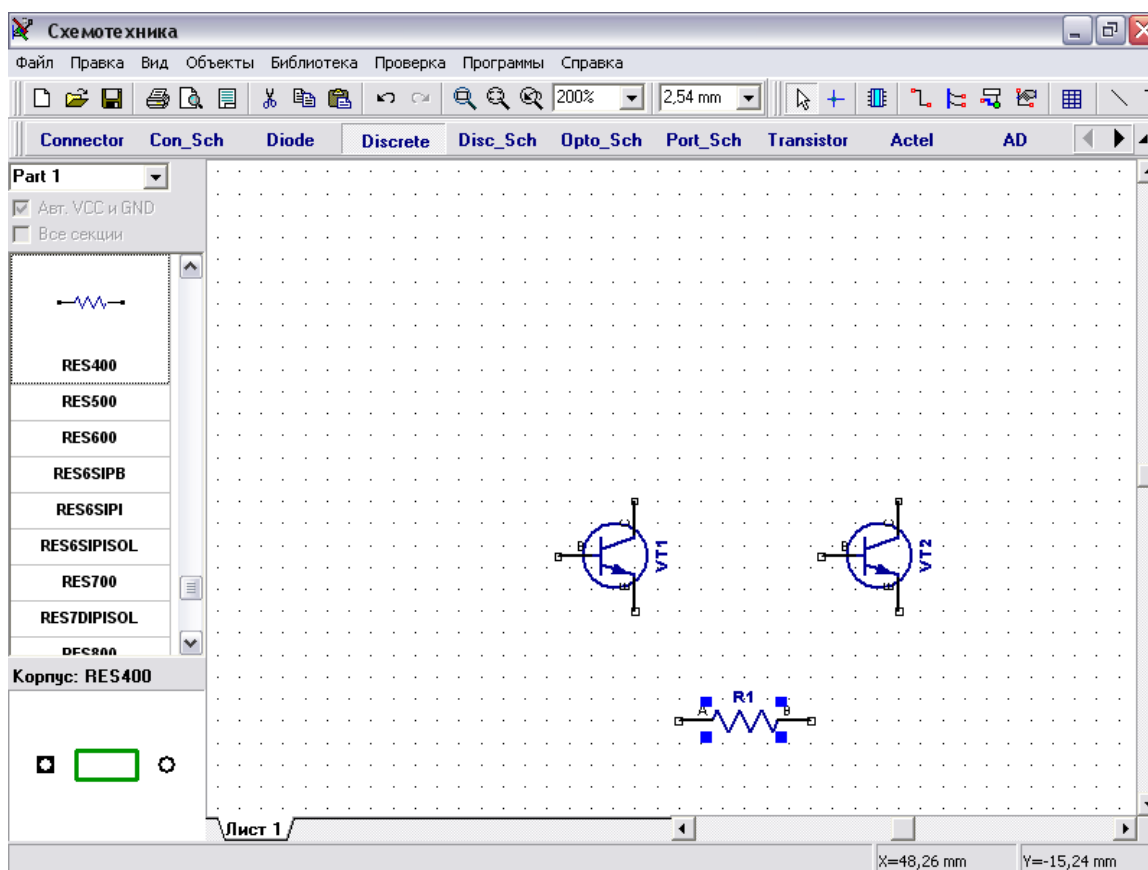 Схемотехника
Файл Правка Вид Объекты Библиотека Проверка Программы Справка
200% 2,54 mm
Connector Con_Sch Diode Discrete Disc_Sch Opto_Sch Port_Sch Transistor Actel AD
Part 1
Авт. VCC и GND
Все секции
RES400
RES500
RES600
RES6SIPB
RES6SIPI
RES6SIPISOL
RES700
RES7DIPISOL
RES800
Корпус: RES400
C
B
E
VT1
C
B
E
VT2
R1
A B
Лист 1
X=48,26 mm Y=-15,24 mm